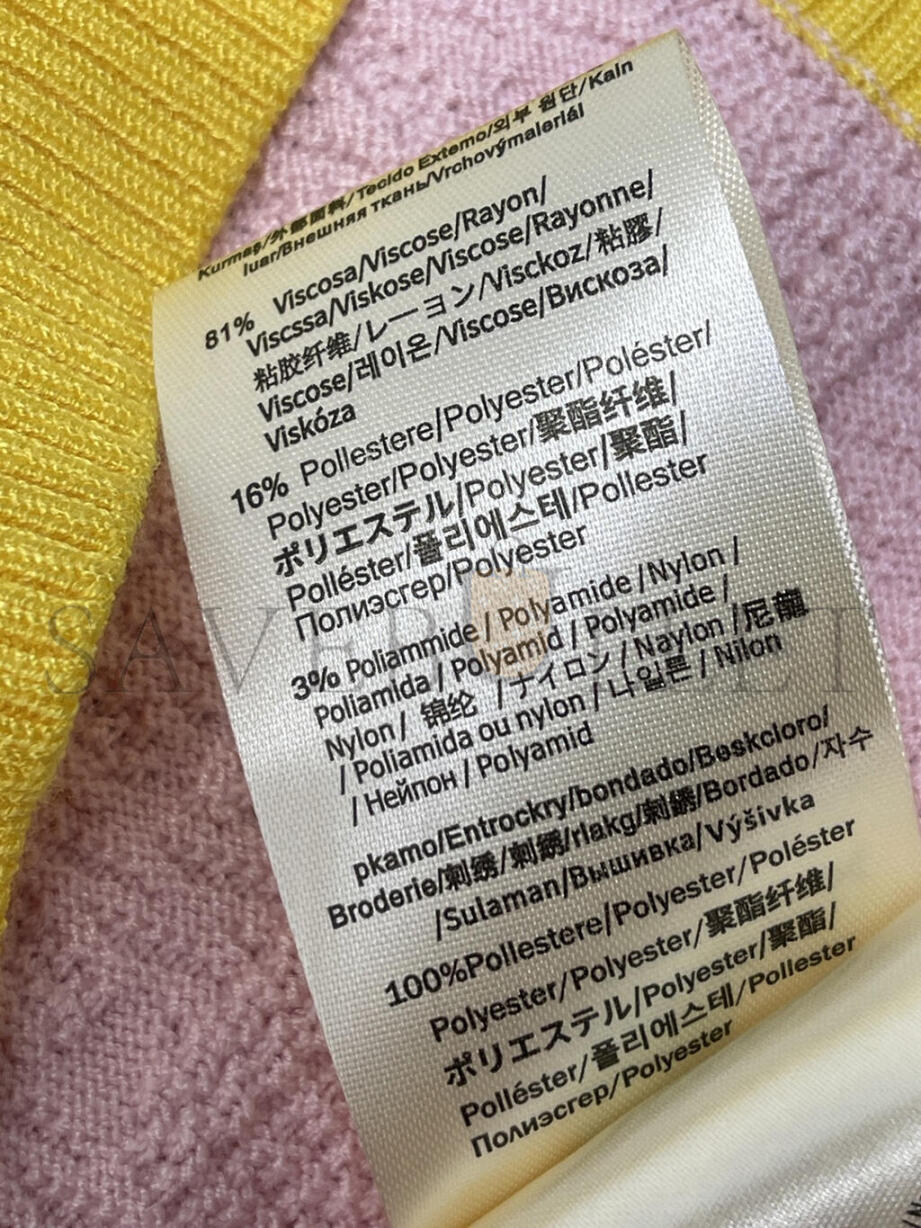 Kumaş/外部面料/Tecido Extemo/외부 원단/Kain
luar/Внешняя ткань/Vrchovýmalerlál
81% Viscosa/Viscose/Rayon/
Viscssa/Viskose/Viscose/Rayonne/
粘胶纤维/レーヨン/Visckoz/粘膠/
Viscose/레이온/Viscose/Вискоза/
Viskóza
16% Pollestere/Polyester/Poléster/
Polyester/Polyester/聚酯纤维/
ポリエステル/Polyester/聚酯/
Polléster/폴리에스테/Pollester
Полиэсгер/Polyester
3% Poliammide / Polyamide / Nylon /
Poliamida / Polyamid / Polyamide /
Nylon / 锦纶 / ナイロン / Naylon / 尼龍
/ Poliamida ou nylon / 나일론 / Nilon
/ Нейпон / Polyamid
pkamo/Entrockry/bondado/Beskcloro/
Broderie/刺绣/刺繡/rlakg/刺繡/Bordado/자수
/Sulaman/Вышивка/Výšivka
100%Pollestere/Polyester/Poléster
Polyester/Polyester/聚酯纤维/
ポリエステル/Polyester/聚酯/
Polléster/폴리에스테/Pollester
Полиэсгер/Polyester